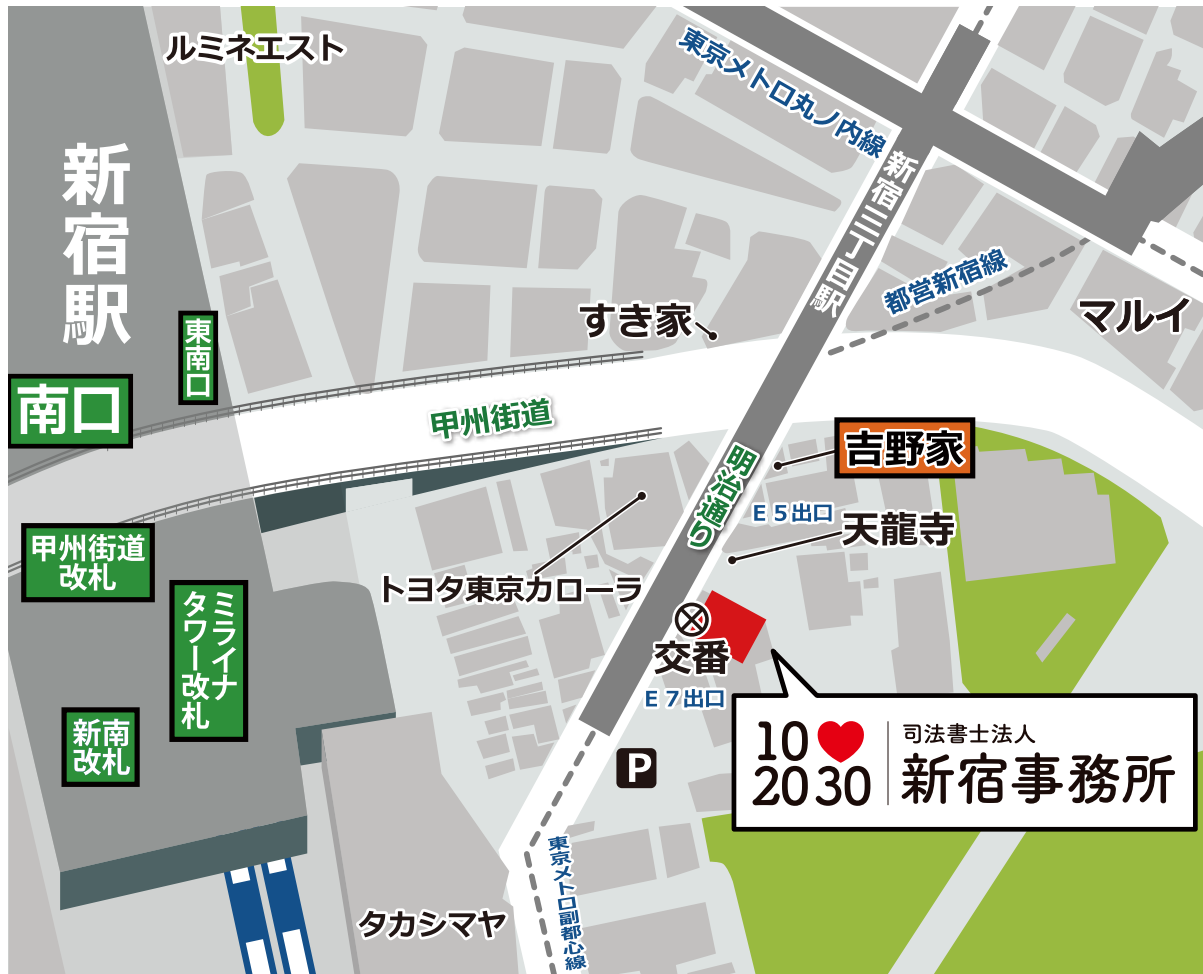 ルミネエスト
東京メトロ丸ノ内線
新宿駅
新宿三丁目駅
都営新宿線
マルイ
すき家
東南口
南口
甲州街道
吉野家
明治通り
E5出口
天龍寺
甲州街道
改札
トヨタ東京カローラ
ミライナ
タワー改札
交番
E7出口
新南
改札
P
10
20 30
司法書士法人
新宿事務所
東京メトロ副都心線
タカシマヤ